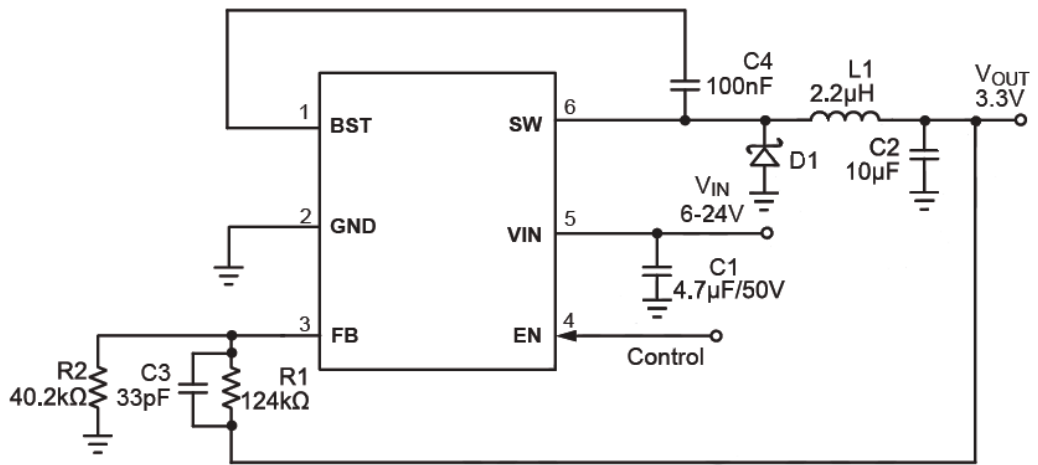 C4
100nF
L1
2.2µH
VOUT
3.3V
1
BST
6
SW
D1
C2
10µF
VIN
6-24V
2
GND
5
VIN
C1
4.7µF/50V
3
FB
4
EN
Control
R2
40.2kΩ
C3
33pF
R1
124kΩ